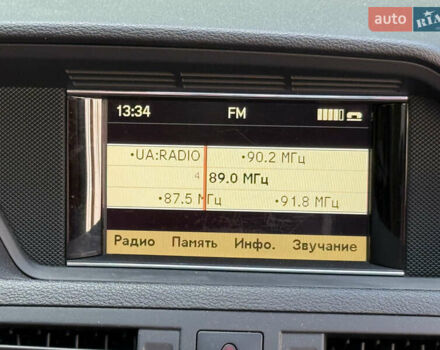 auto RIA
13:34 FM
•UA:RADIO •90.2 МГц
4 89.0 МГц
•87.5 МГц •91.8 МГц
Радио Память Инфо. Звучание